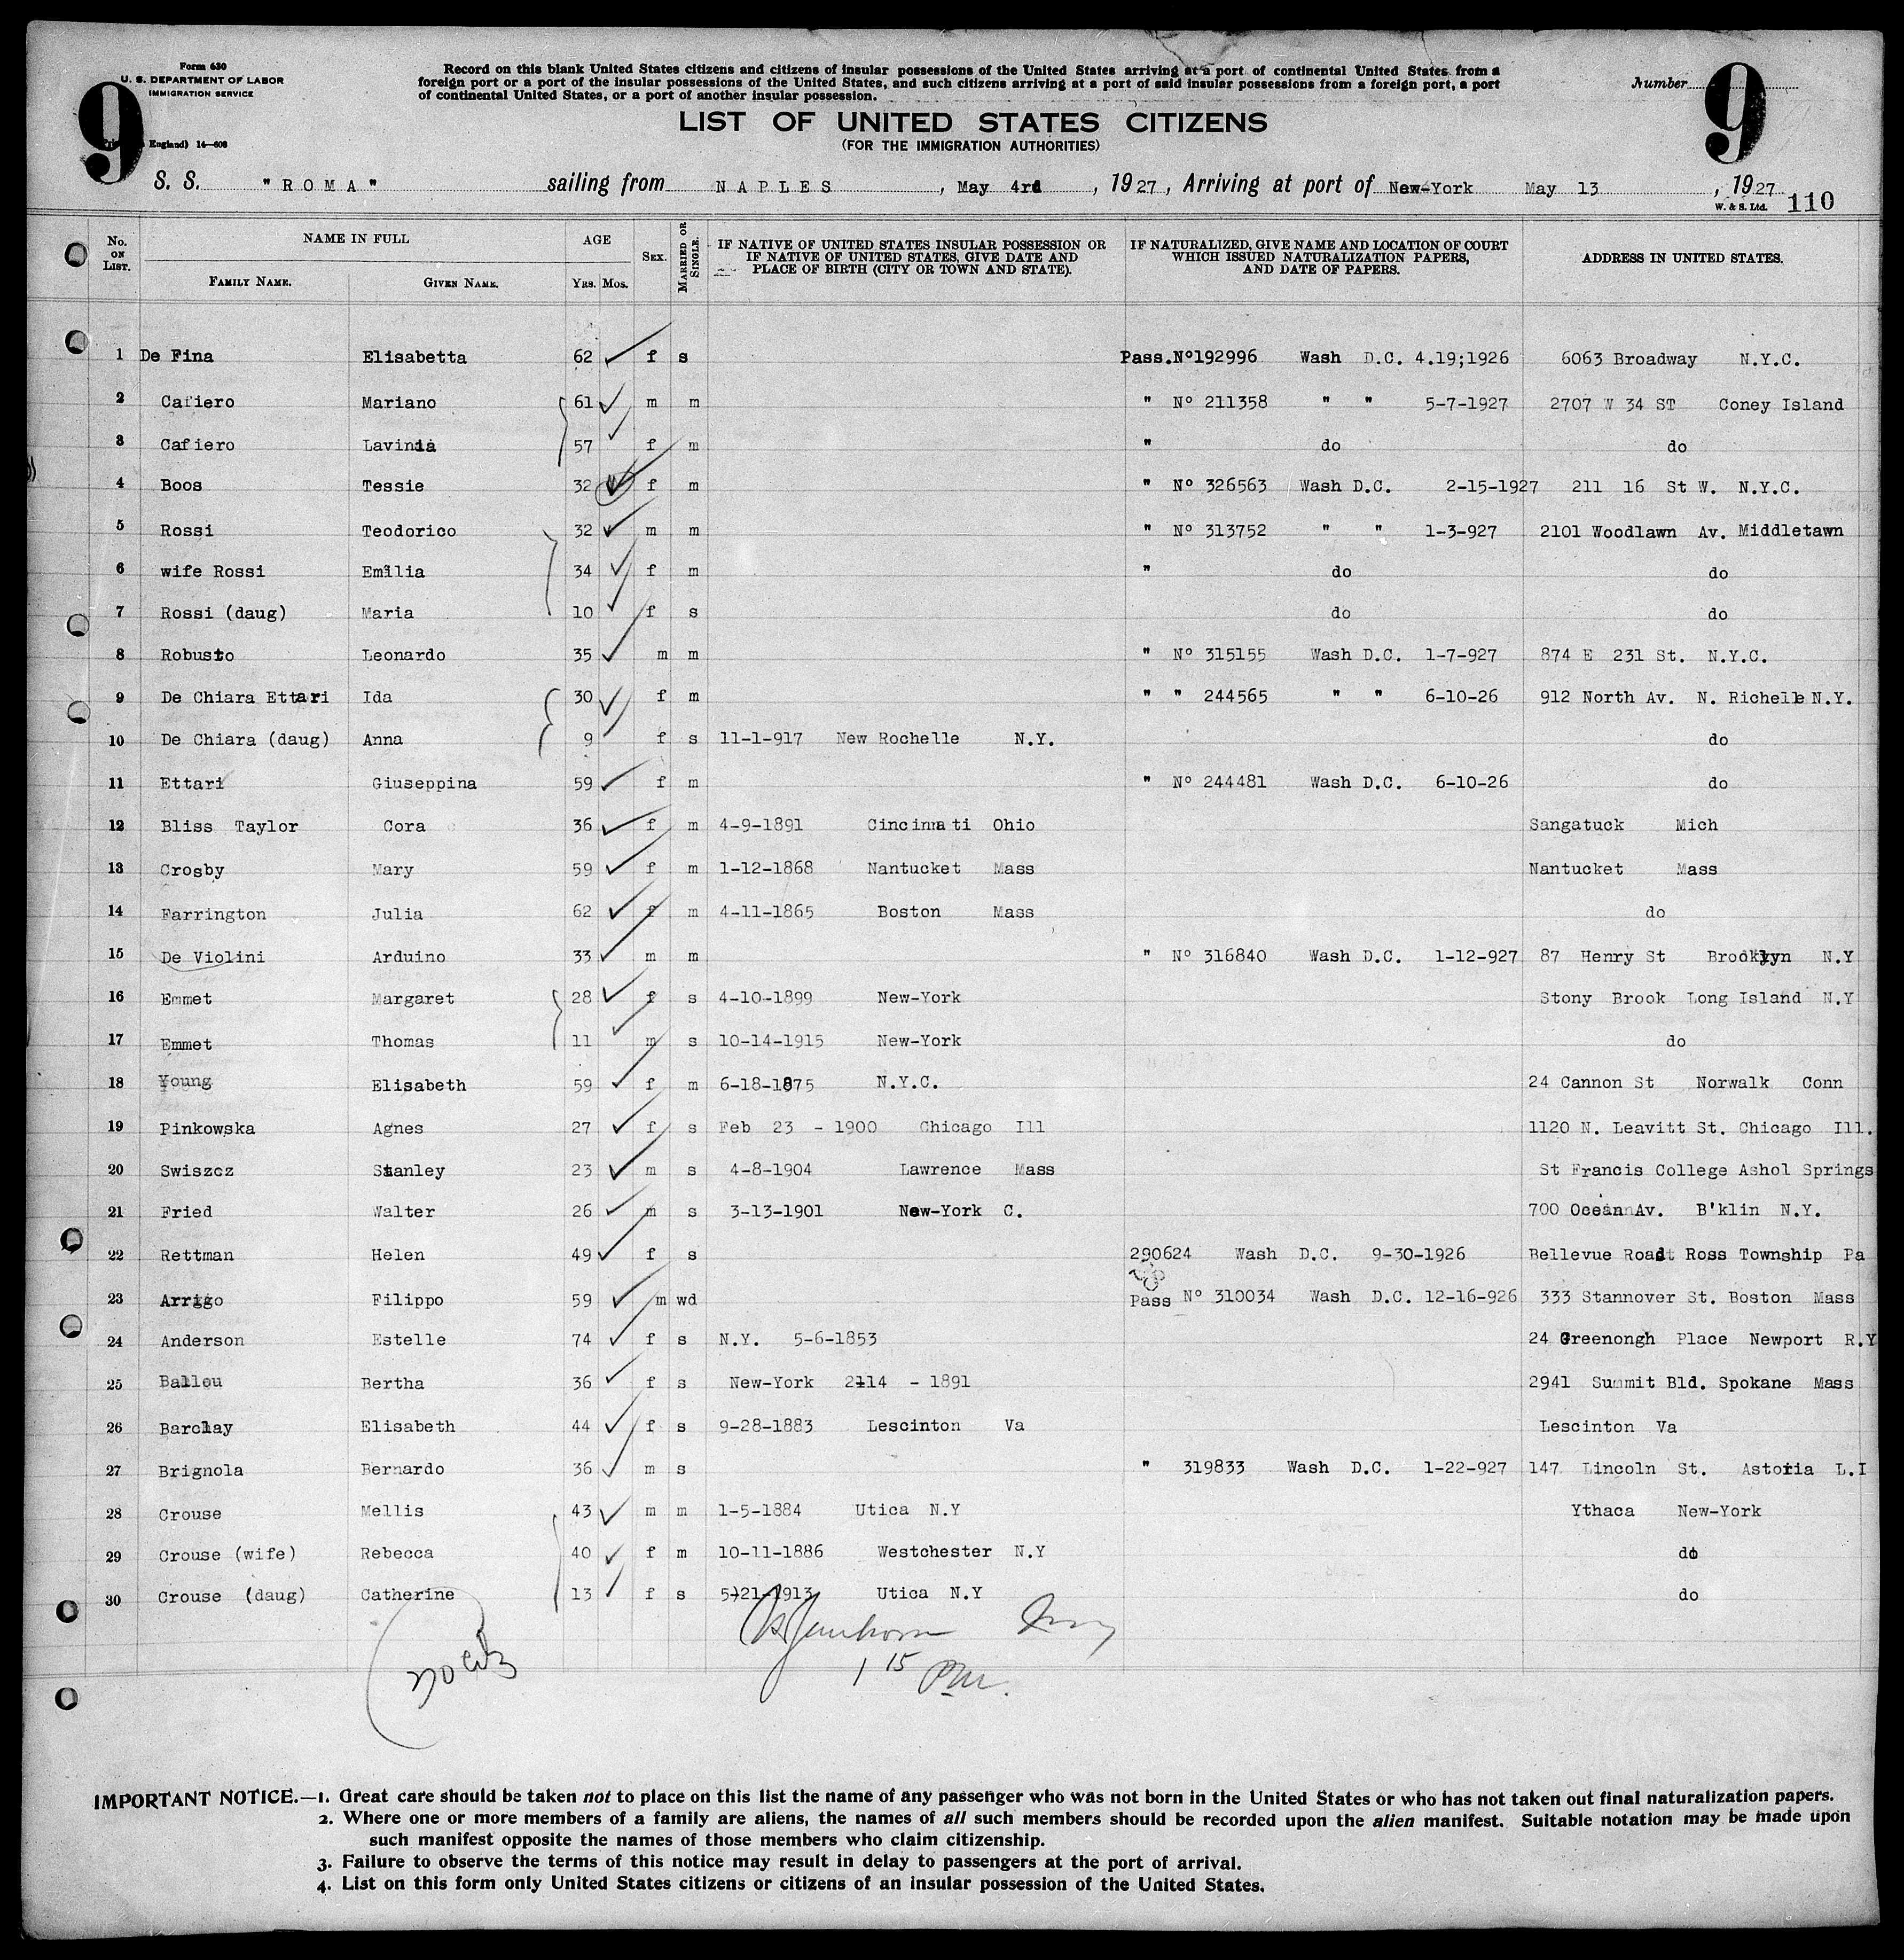 Form 630
U. S. DEPARTMENT OF LABOR
IMMIGRATION SERVICE
England) 14—608
9
Record on this blank United States citizens and citizens of insular possessions of the United States arriving at a port of continental United States from a
foreign port or a port of the insular possessions of the United States, and such citizens arriving at a port of said insular possessions from a foreign port, a port
of continental United States, or a port of another insular possession.
Number
9
LIST OF UNITED STATES CITIZENS
(FOR THE IMMIGRATION AUTHORITIES)
S. S. "ROMA" sailing from NAPLES, May 4rd, 1927, Arriving at port of New-York May 13, 1927
W. & S. Ltd. 110
No. ON LIST. NAME IN FULL AGE SEX. MARRIED OR SINGLE. IF NATIVE OF UNITED STATES INSULAR POSSESSION OR IF NATIVE OF UNITED STATES, GIVE DATE AND PLACE OF BIRTH (CITY OR TOWN AND STATE). IF NATURALIZED, GIVE NAME AND LOCATION OF COURT WHICH ISSUED NATURALIZATION PAPERS, AND DATE OF PAPERS. ADDRESS IN UNITED STATES.
FAMILY NAME. GIVEN NAME. YRS. MOS.
1 De Fina Elisabetta 62 f s Pass.Nº192996 Wash D.C. 4.19;1926 6063 Broadway N.Y.C.
2 Cafiero Mariano 61 m m " Nº 211358 " " 5-7-1927 2707 W 34 ST Coney Island
3 Cafiero Lavinia 57 f m " do do
4 Boos Tessie 32 f m " Nº 326563 Wash D.C. 2-15-1927 211 16 St W. N.Y.C.
5 Rossi Teodorico 32 m m " Nº 313752 " " 1-3-927 2101 Woodlawn Av. Middletawn
6 wife Rossi Emilia 34 f m " do do
7 Rossi (daug) Maria 10 f s do do
8 Robusto Leonardo 35 m m " Nº 315155 Wash D.C. 1-7-927 874 E 231 St. N.Y.C.
9 De Chiara Ettari Ida 30 f m " " 244565 " " 6-10-26 912 North Av. N. Richelle N.Y.
10 De Chiara (daug) Anna 9 f s 11-1-917 New Rochelle N.Y. do
11 Ettari Giuseppina 59 f m " Nº 244481 Wash D.C. 6-10-26 do
12 Bliss Taylor Cora 36 f m 4-9-1891 Cincinnati Ohio Sangatuck Mich
13 Crosby Mary 59 f m 1-12-1868 Nantucket Mass Nantucket Mass
14 Farrington Julia 62 f m 4-11-1865 Boston Mass do
15 De Violini Arduino 33 m m " Nº 316840 Wash D.C. 1-12-927 87 Henry St Brooklyn N.Y
16 Emmet Margaret 28 f s 4-10-1899 New-York Stony Brook Long Island N.Y
17 Emmet Thomas 11 m s 10-14-1915 New-York do
18 Young Elisabeth 59 f m 6-18-1875 N.Y.C. 24 Cannon St Norwalk Conn
19 Pinkowska Agnes 27 f s Feb 23 - 1900 Chicago Ill 1120 N. Leavitt St. Chicago Ill.
20 Swiszcz Stanley 23 m s 4-8-1904 Lawrence Mass St Francis College Ashol Springs
21 Fried Walter 26 m s 3-13-1901 New-York C. 700 Ocean Av. B'klin N.Y.
22 Rettman Helen 49 f s 290624 Wash D.C. 9-30-1926 Bellevue Road Ross Township Pa
23 Arrigo Filippo 59 m wd Pass Nº 310034 Wash D.C. 12-16-926 333 Stannover St. Boston Mass
24 Anderson Estelle 74 f s N.Y. 5-6-1853 24 Greenongh Place Newport R.Y
25 Ballou Bertha 36 f s New-York 2-14 - 1891 2941 Summit Bld. Spokane Mass
26 Barclay Elisabeth 44 f s 9-28-1883 Lescinton Va Lescinton Va
27 Brignola Bernardo 36 m s " 319833 Wash D.C. 1-22-927 147 Lincoln St. Astoria L.I
28 Crouse Mellis 43 m m 1-5-1884 Utica N.Y Ythaca New-York
29 Crouse (wife) Rebecca 40 f m 10-11-1886 Westchester N.Y do
30 Crouse (daug) Catherine 13 f s 5-21-1913 Utica N.Y do
1 15 Pm.
IMPORTANT NOTICE.—1. Great care should be taken not to place on this list the name of any passenger who was not born in the United States or who has not taken out final naturalization papers.
2. Where one or more members of a family are aliens, the names of all such members should be recorded upon the alien manifest. Suitable notation may be made upon
such manifest opposite the names of those members who claim citizenship.
3. Failure to observe the terms of this notice may result in delay to passengers at the port of arrival.
4. List on this form only United States citizens or citizens of an insular possession of the United States.